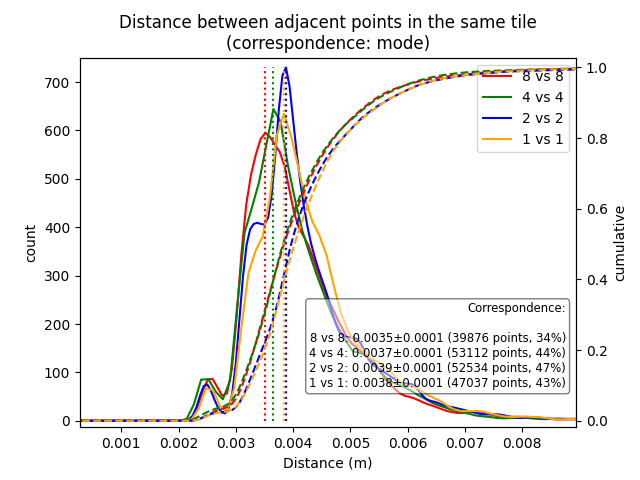 Distance between adjacent points in the same tile
(correspondence: mode)
700
600
500
400
300
200
100
0
count
1.0
0.8
0.6
0.4
0.2
0.0
cumulative
8 vs 8
4 vs 4
2 vs 2
1 vs 1
Correspondence:
8 vs 8: 0.0035±0.0001 (39876 points, 34%)
4 vs 4: 0.0037±0.0001 (53112 points, 44%)
2 vs 2: 0.0039±0.0001 (52534 points, 47%)
1 vs 1: 0.0038±0.0001 (47037 points, 43%)
0.001 0.002 0.003 0.004 0.005 0.006 0.007 0.008
Distance (m)